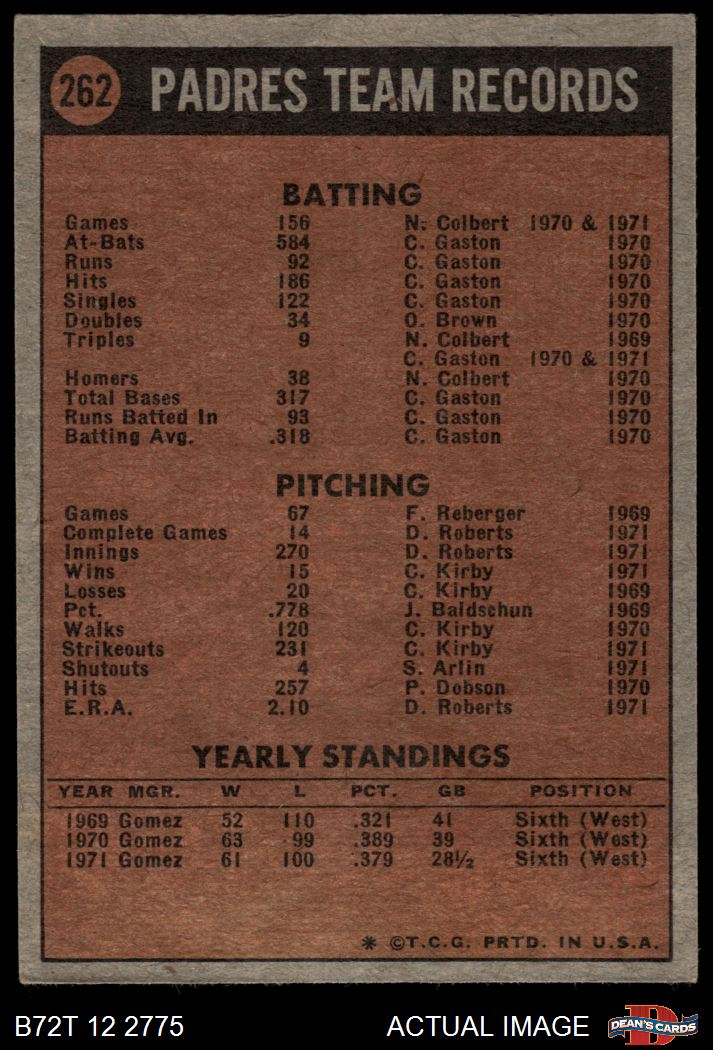 262 PADRES TEAM RECORDS
BATTING
Games 156 N. Colbert 1970 & 1971
At-Bats 584 C. Gaston 1970
Runs 92 C. Gaston 1970
Hits 186 C. Gaston 1970
Singles 122 C. Gaston 1970
Doubles 34 O. Brown 1970
Triples 9 N. Colbert 1969
C. Gaston 1970 & 1971
Homers 38 N. Colbert 1970
Total Bases 317 C. Gaston 1970
Runs Batted In 93 C. Gaston 1970
Batting Avg. .318 C. Gaston 1970
PITCHING
Games 67 F. Reberger 1969
Complete Games 14 D. Roberts 1971
Innings 270 D. Roberts 1971
Wins 15 C. Kirby 1971
Losses 20 C. Kirby 1969
Pct. .778 J. Baldschun 1969
Walks 120 C. Kirby 1970
Strikeouts 231 C. Kirby 1971
Shutouts 4 S. Arlin 1971
Hits 257 P. Dobson 1970
E.R.A. 2.10 D. Roberts 1971
YEARLY STANDINGS
YEAR MGR. W L PCT. GB POSITION
1969 Gomez 52 110 .321 41 Sixth (West)
1970 Gomez 63 99 .389 39 Sixth (West)
1971 Gomez 61 100 .379 28½ Sixth (West)
* ©T.C.G. PRTD. IN U.S.A.
B72T 12 2775 ACTUAL IMAGE D DEAN'S CARDS